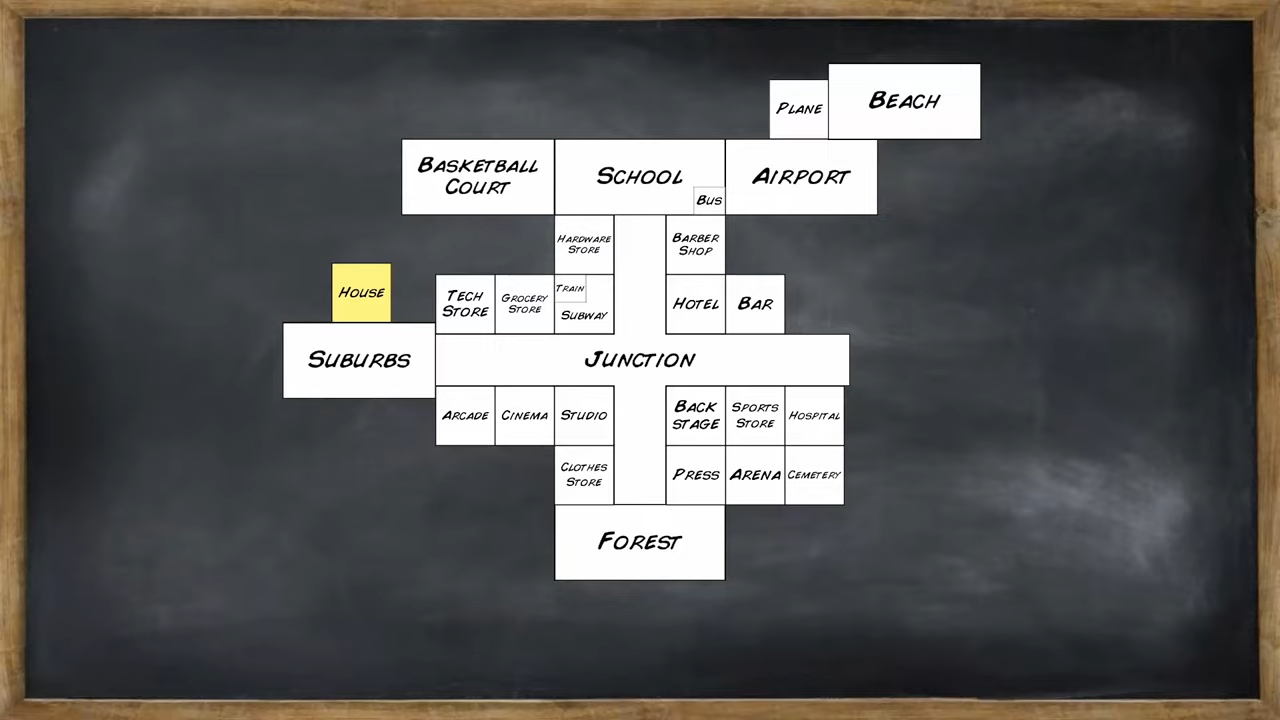 Beach
Plane
Basketball
Court
School
Airport
Bus
Hardware
Store
Barber
Shop
House
Tech
Store
Grocery
Store
Train
Subway
Hotel
Bar
Suburbs
Junction
Arcade
Cinema
Studio
Back
stage
Sports
Store
Hospital
Clothes
Store
Press
Arena
Cemetery
Forest